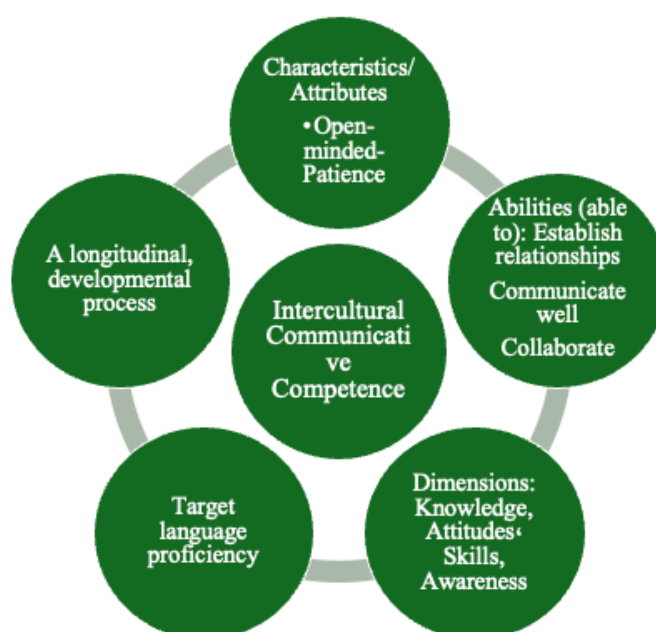 Characteristics/
Attributes
•Open-
minded-
Patience
Abilities (able
to): Establish
relationships
Communicate
well
Collaborate
Dimensions:
Knowledge,
Attitudes،
Skills,
Awareness
Target
language
proficiency
A longitudinal,
developmental
process
Intercultural
Communicati
ve
Competence